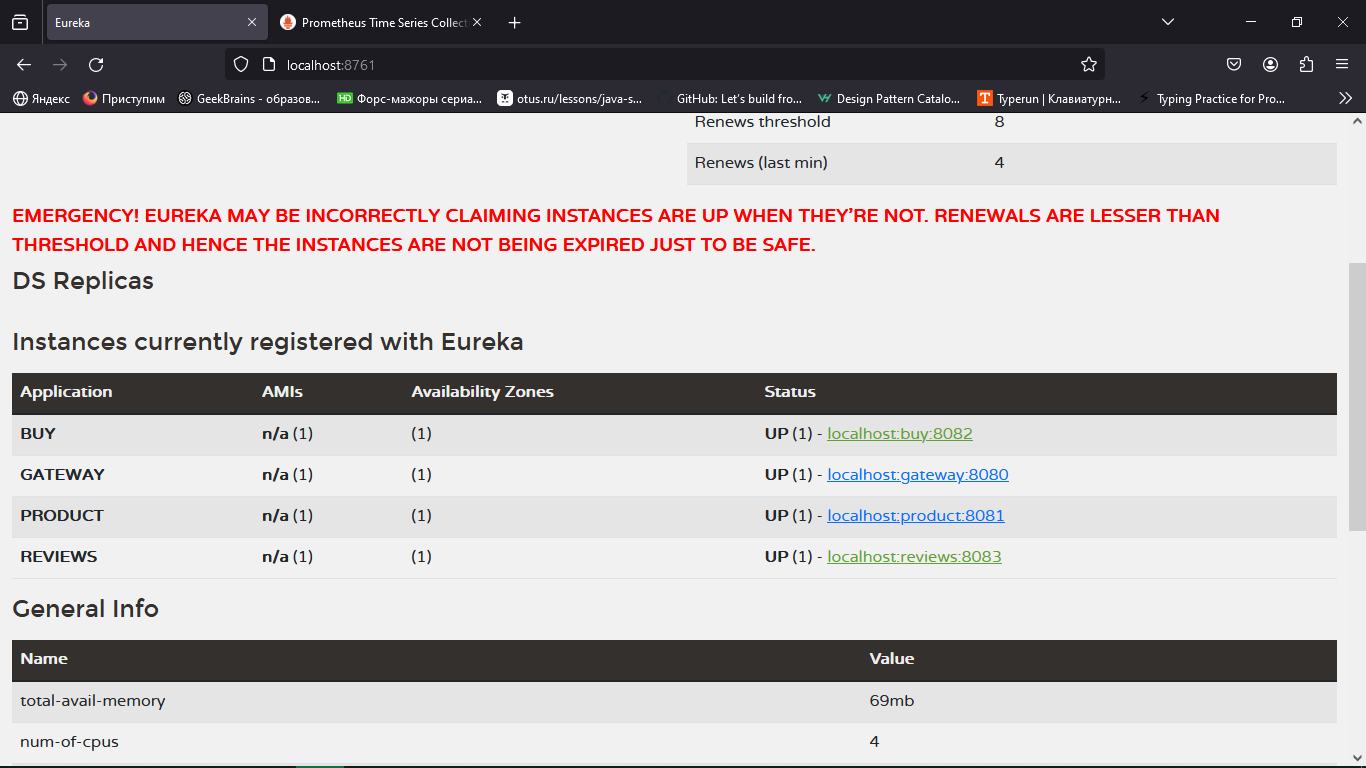 Eureka
Prometheus Time Series Collect
localhost:8761
Яндекс Приступим GeekBrains - образов... Форс-мажоры сериа... otus.ru/lessons/java-s... GitHub: Let's build fro... Design Pattern Catalo... Typerun | Клавиатурн... Typing Practice for Pro...
Renews threshold 8
Renews (last min) 4
EMERGENCY! EUREKA MAY BE INCORRECTLY CLAIMING INSTANCES ARE UP WHEN THEY'RE NOT. RENEWALS ARE LESSER THAN
THRESHOLD AND HENCE THE INSTANCES ARE NOT BEING EXPIRED JUST TO BE SAFE.
DS Replicas
Instances currently registered with Eureka
Application AMIs Availability Zones Status
BUY n/a (1) (1) UP (1) - localhost:buy:8082
GATEWAY n/a (1) (1) UP (1) - localhost:gateway:8080
PRODUCT n/a (1) (1) UP (1) - localhost:product:8081
REVIEWS n/a (1) (1) UP (1) - localhost:reviews:8083
General Info
Name Value
total-avail-memory 69mb
num-of-cpus 4